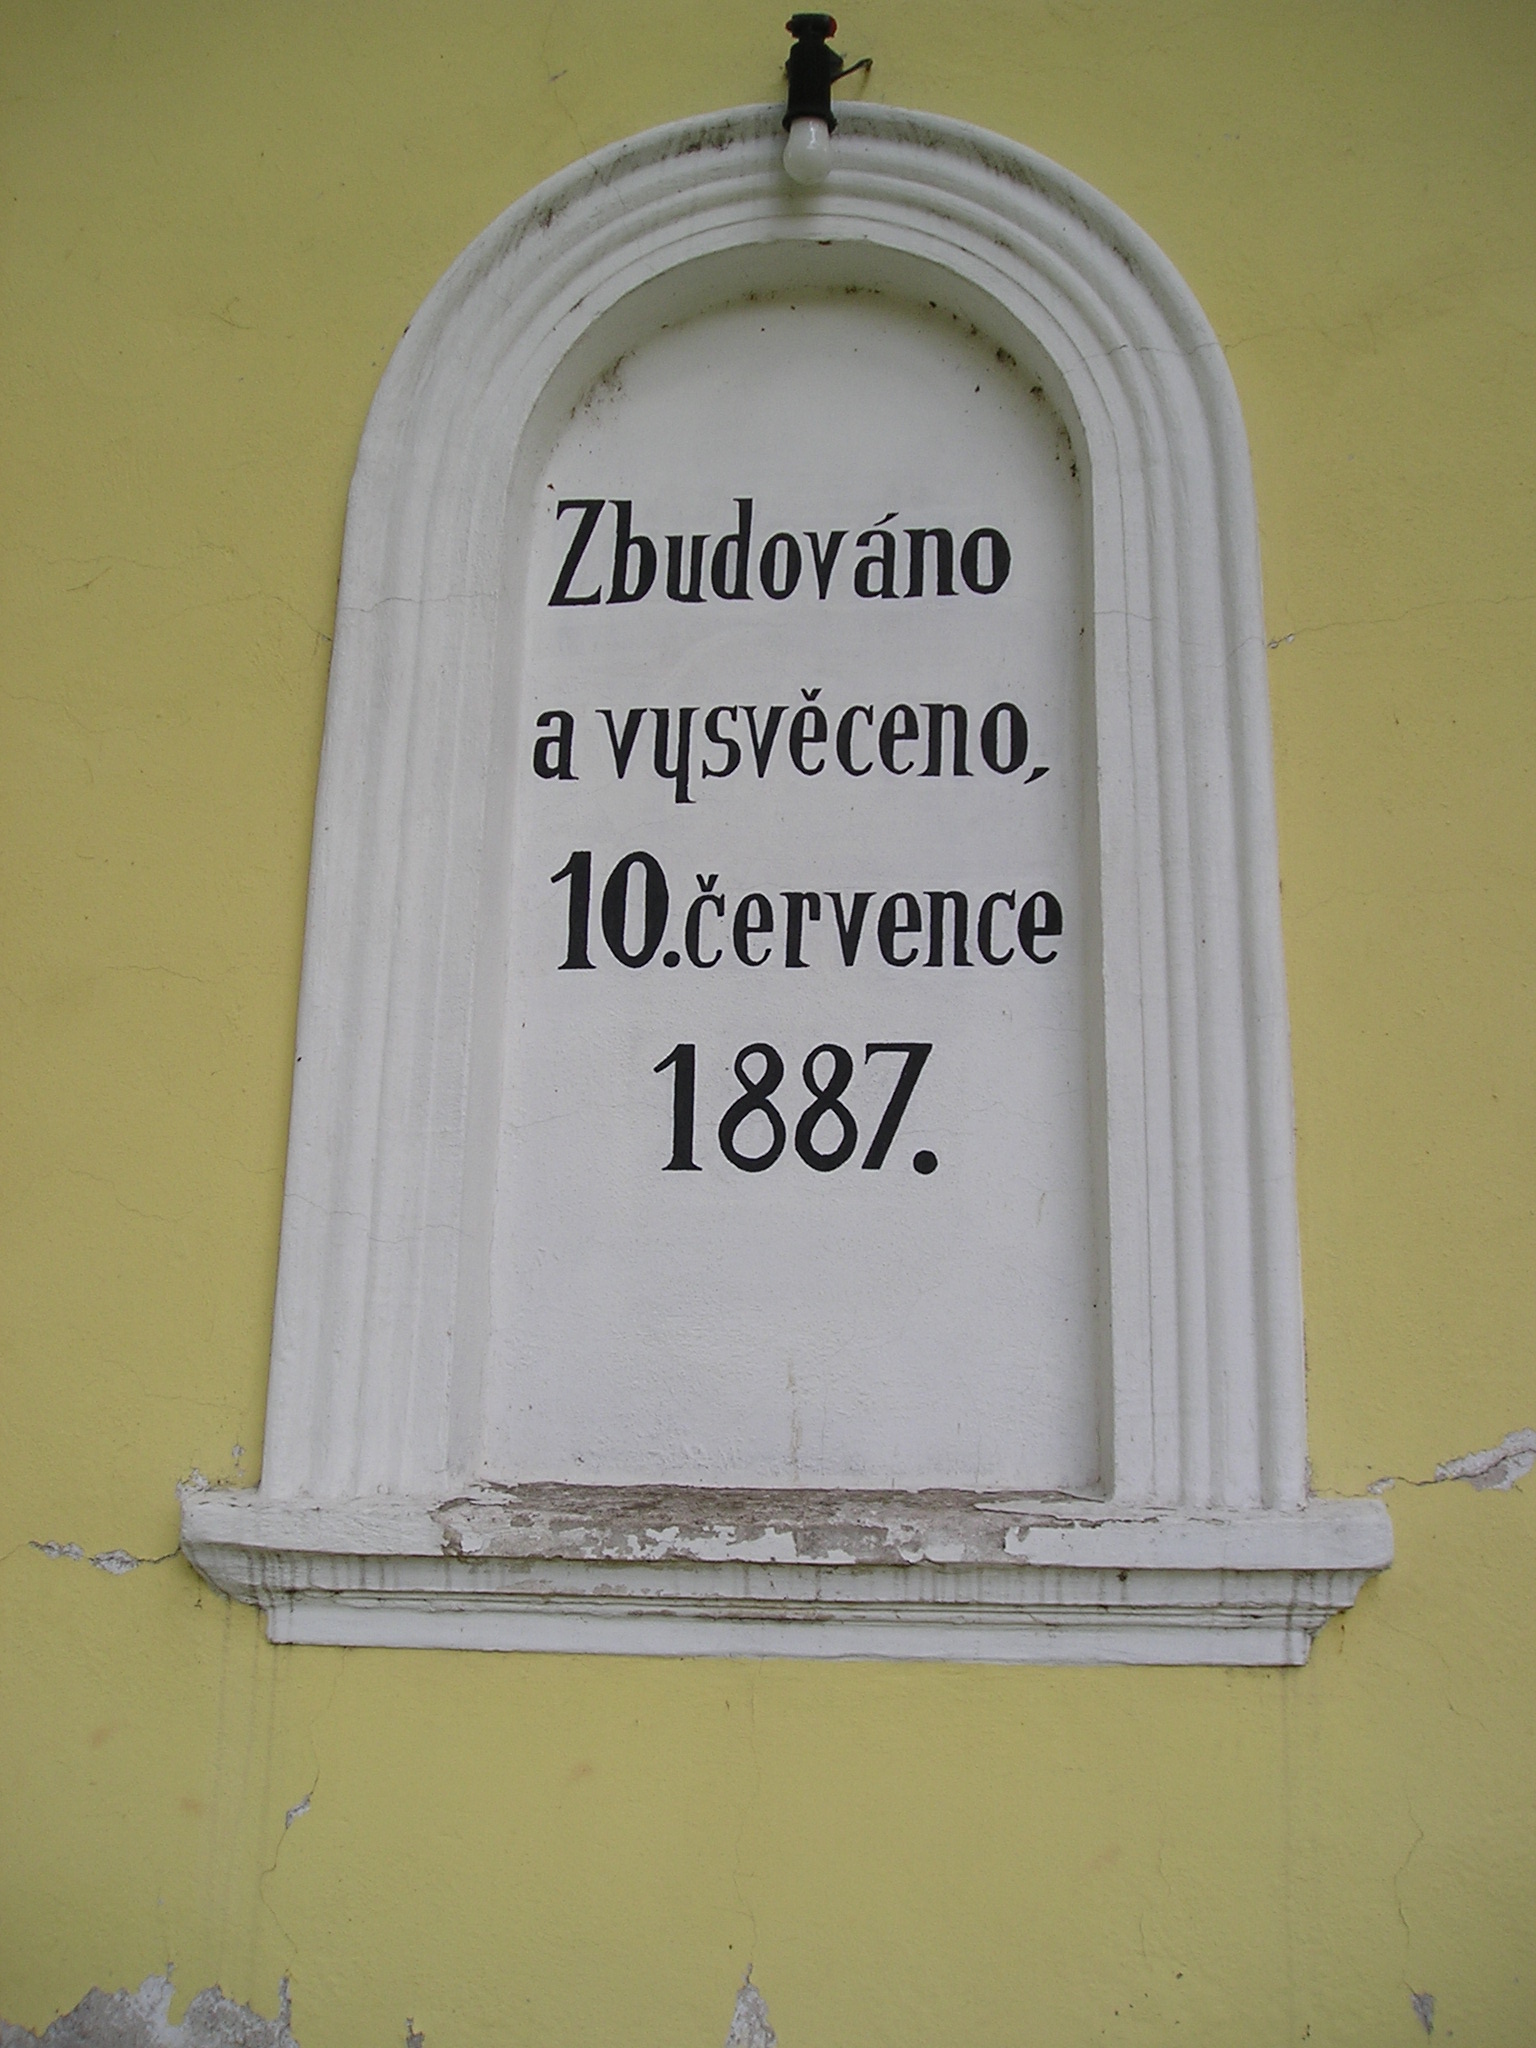 Zbudováno
a vysvěceno,
10. července
1887.